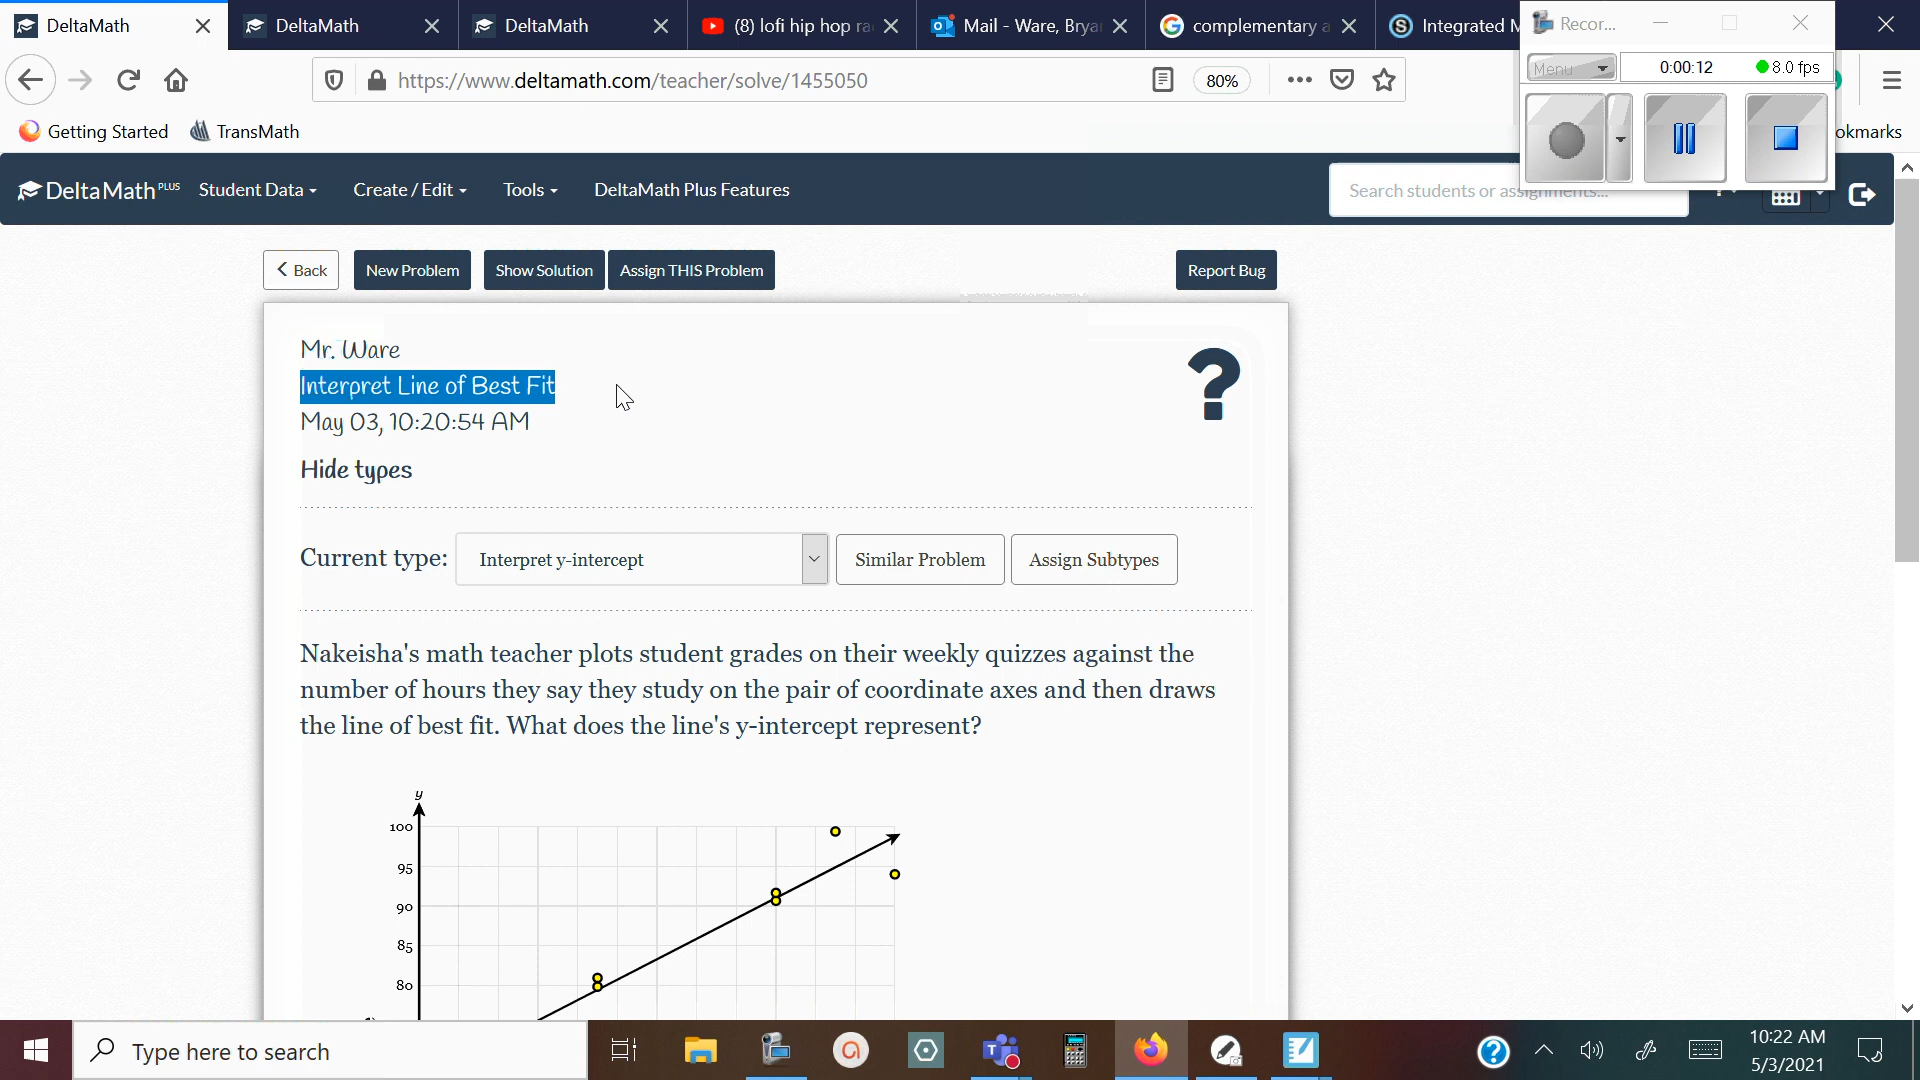 DeltaMath
DeltaMath
DeltaMath
(8) lofi hip hop ra
Mail - Ware, Brya
complementary a
Integrated M
Recor...
https://www.deltamath.com/teacher/solve/1455050
80%
Menu
0:00:12
8.0 fps
Getting Started
TransMath
okmarks
DeltaMath PLUS
Student Data
Create / Edit
Tools
DeltaMath Plus Features
Search students or assignments...
Back
New Problem
Show Solution
Assign THIS Problem
Report Bug
Mr. Ware
Interpret Line of Best Fit
May 03, 10:20:54 AM
?
Hide types
Current type:
Interpret y-intercept
Similar Problem
Assign Subtypes
Nakeisha's math teacher plots student grades on their weekly quizzes against the
number of hours they say they study on the pair of coordinate axes and then draws
the line of best fit. What does the line's y-intercept represent?
y
100
95
90
85
80
Type here to search
10:22 AM
5/3/2021